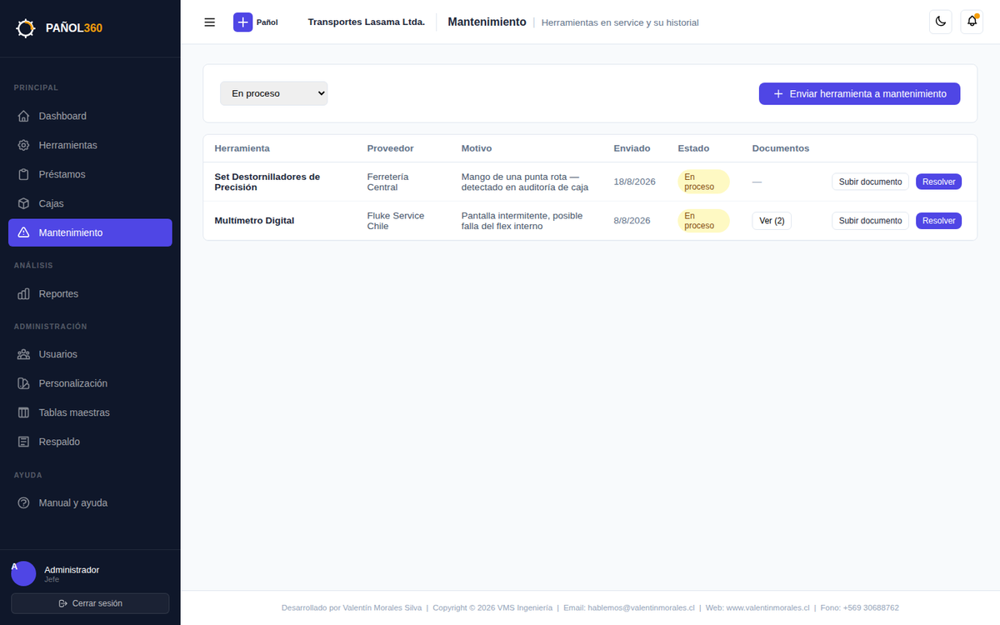 PAÑOL360
PRINCIPAL
Dashboard
Herramientas
Préstamos
Cajas
Mantenimiento
ANÁLISIS
Reportes
ADMINISTRACIÓN
Usuarios
Personalización
Tablas maestras
Respaldo
AYUDA
Manual y ayuda
A
Administrador
Jefe
Cerrar sesión
Pañol
Transportes Lasama Ltda.
Mantenimiento | Herramientas en service y su historial
En proceso
Enviar herramienta a mantenimiento
Herramienta Proveedor Motivo Enviado Estado Documentos
Set Destornilladores de
Precisión
Ferretería
Central
Mango de una punta rota —
detectado en auditoría de caja
18/8/2026
En
proceso
—
Subir documento
Resolver
Multímetro Digital
Fluke Service
Chile
Pantalla intermitente, posible
falla del flex interno
8/8/2026
En
proceso
Ver (2)
Subir documento
Resolver
Desarrollado por Valentín Morales Silva | Copyright © 2026 VMS Ingeniería | Email: hablemos@valentinmorales.cl | Web: www.valentinmorales.cl | Fono: +569 30688762